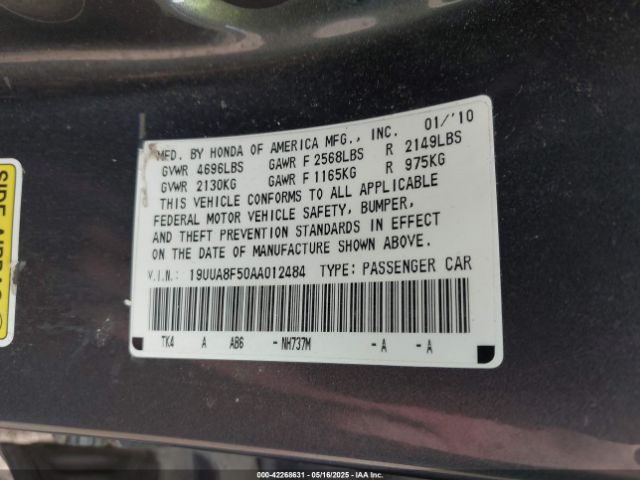 MFD. BY HONDA OF AMERICA MFG., INC. 01/'10
GVWR 4696LBS GAWR F 2568LBS R 2149LBS
GVWR 2130KG GAWR F 1165KG R 975KG
THIS VEHICLE CONFORMS TO ALL APPLICABLE
FEDERAL MOTOR VEHICLE SAFETY, BUMPER,
AND THEFT PREVENTION STANDARDS IN EFFECT
ON THE DATE OF MANUFACTURE SHOWN ABOVE.
V.I.N.: 19UUA8F50AA012484 TYPE: PASSENGER CAR
TK4 A AB6 - NH737M - A - A
SIDE AIRBAG
000-42268631 - 05/16/2025 - IAA Inc.